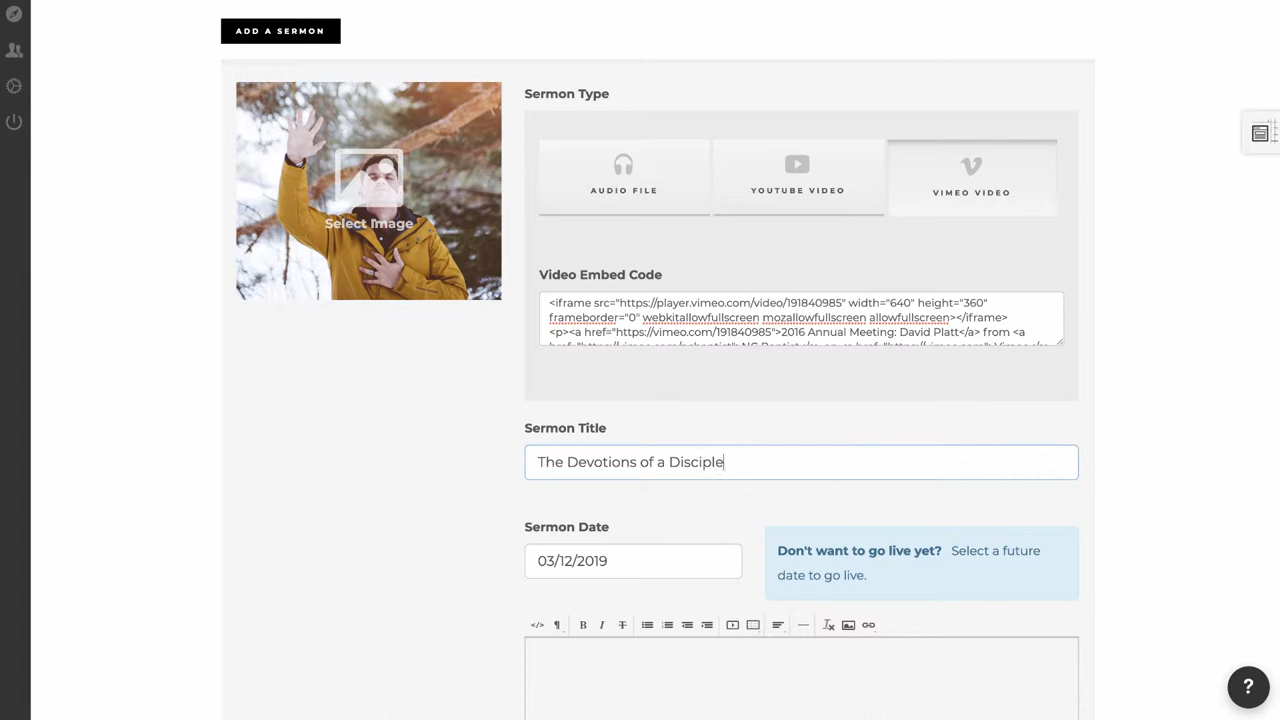 ADD A SERMON
Select Image
Sermon Type
AUDIO FILE
YOUTUBE VIDEO
VIMEO VIDEO
Video Embed Code
<iframe src="https://player.vimeo.com/video/191840985" width="640" height="360"
frameborder="0" webkitallowfullscreen mozallowfullscreen allowfullscreen></iframe>
<p><a href="https://vimeo.com/191840985">2016 Annual Meeting: David Platt</a> from <a
Sermon Title
The Devotions of a Disciple
Sermon Date
03/12/2019
Don't want to go live yet? Select a future
date to go live.
?